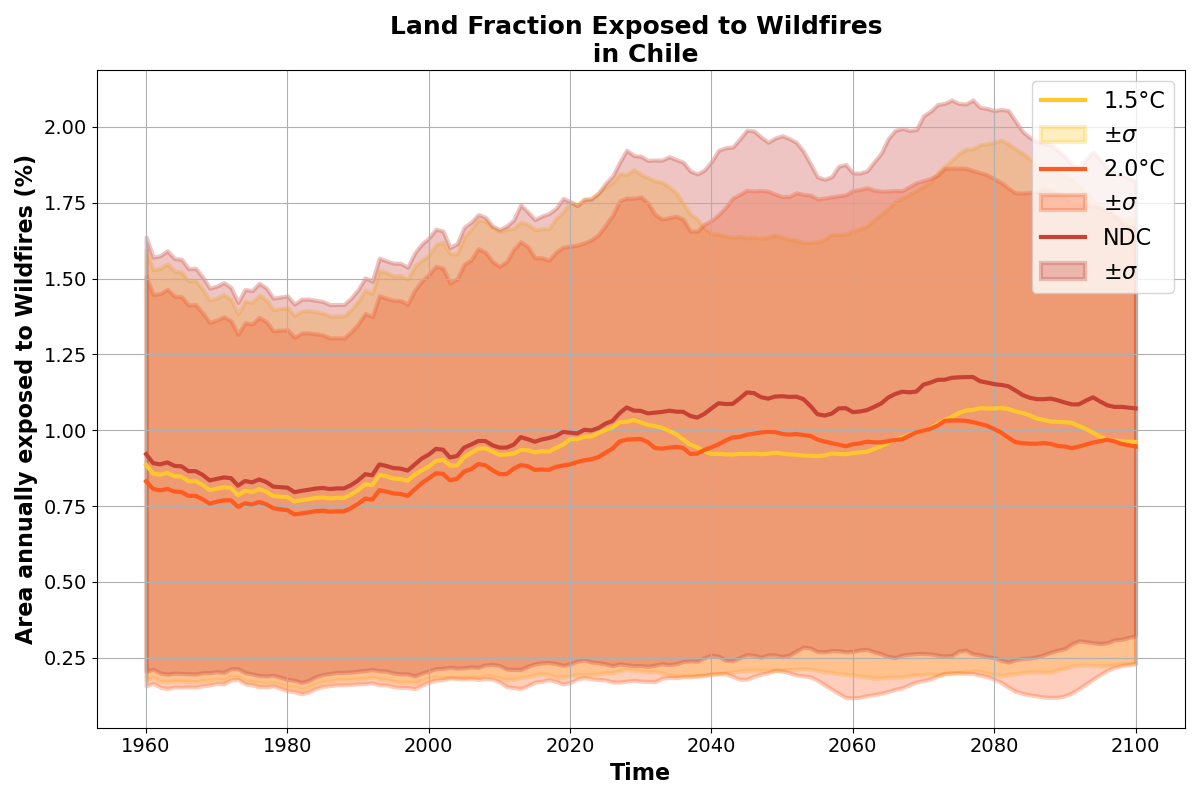 Land Fraction Exposed to Wildfires
in Chile
Area annually exposed to Wildfires (%)
2.00
1.75
1.50
1.25
1.00
0.75
0.50
0.25
1.5°C
±σ
2.0°C
±σ
NDC
±σ
1960 1980 2000 2020 2040 2060 2080 2100
Time